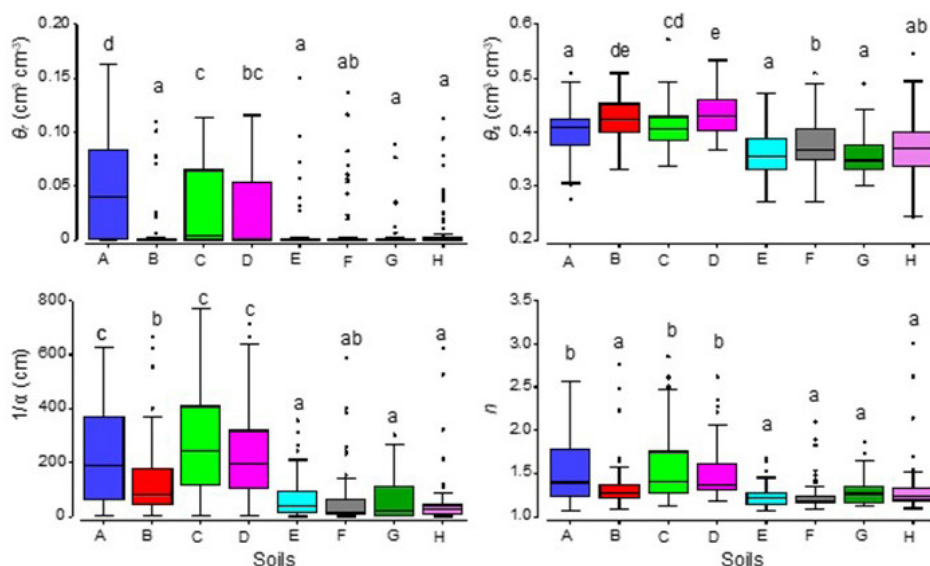 0.20
0.15
0.10
0.05
0
θr (cm³ cm⁻³)
d a c bc a ab a a
A B C D E F G H
0.6
0.5
0.4
0.3
0.2
θs (cm³ cm⁻³)
a de cd e a b a ab
A B C D E F G H
800
600
400
200
0
1/α (cm)
c b c c a ab a a
A B C D E F G H
Soils
3.5
3.0
2.5
2.0
1.5
1.0
n
b a b b a a a a
A B C D E F G H
Soils